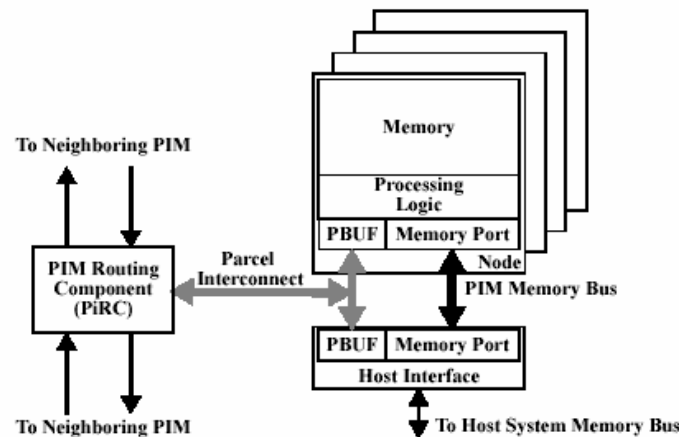 Memory
To Neighboring PIM
Processing
Logic
PBUF
Memory Port
Node
Parcel
Interconnect
PIM Routing
Component
(PiRC)
PIM Memory Bus
PBUF
Memory Port
Host Interface
To Neighboring PIM
To Host System Memory Bus